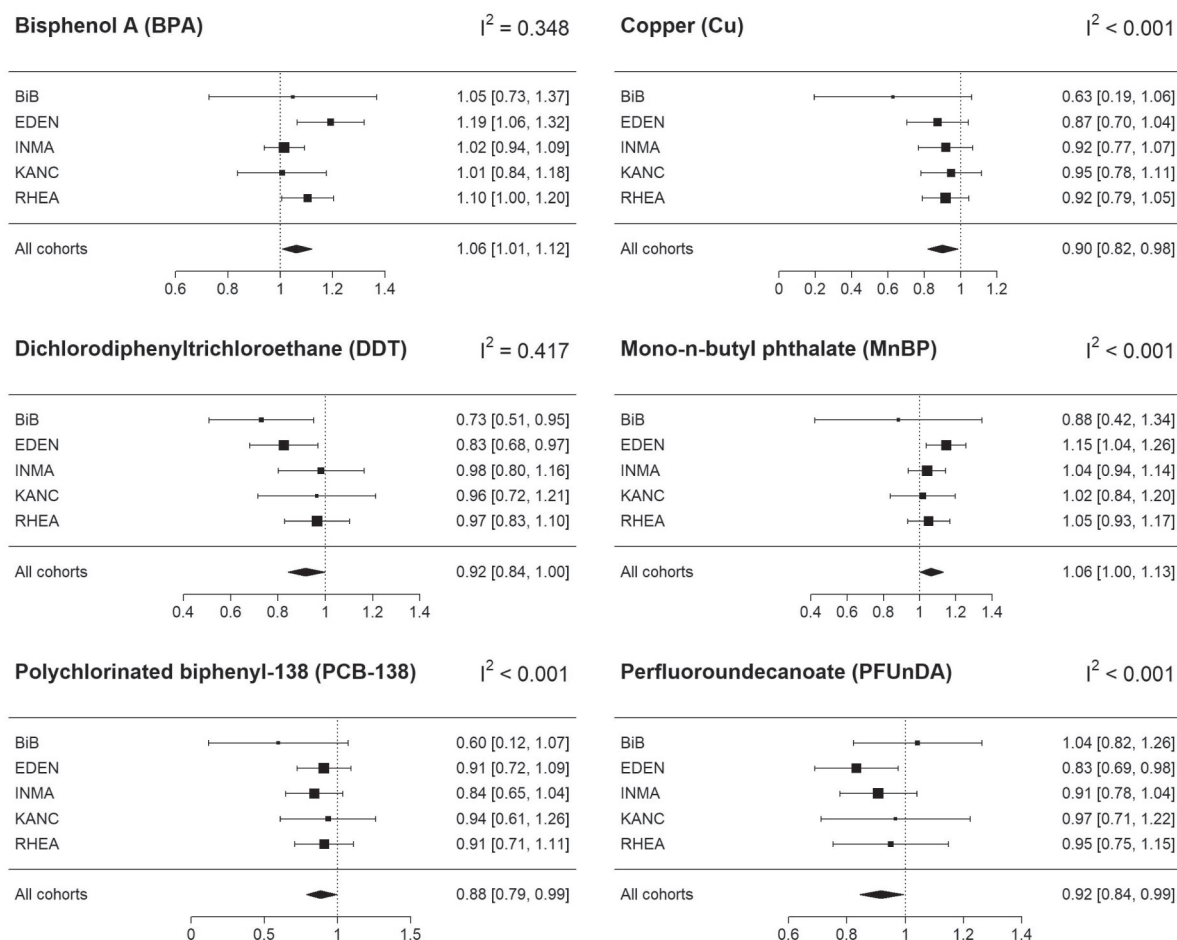 Bisphenol A (BPA) I² = 0.348
BiB 1.05 [0.73, 1.37]
EDEN 1.19 [1.06, 1.32]
INMA 1.02 [0.94, 1.09]
KANC 1.01 [0.84, 1.18]
RHEA 1.10 [1.00, 1.20]
All cohorts 1.06 [1.01, 1.12]
0.6 0.8 1 1.2 1.4
Copper (Cu) I² < 0.001
BiB 0.63 [0.19, 1.06]
EDEN 0.87 [0.70, 1.04]
INMA 0.92 [0.77, 1.07]
KANC 0.95 [0.78, 1.11]
RHEA 0.92 [0.79, 1.05]
All cohorts 0.90 [0.82, 0.98]
0 0.2 0.4 0.6 0.8 1 1.2
Dichlorodiphenyltrichloroethane (DDT) I² = 0.417
BiB 0.73 [0.51, 0.95]
EDEN 0.83 [0.68, 0.97]
INMA 0.98 [0.80, 1.16]
KANC 0.96 [0.72, 1.21]
RHEA 0.97 [0.83, 1.10]
All cohorts 0.92 [0.84, 1.00]
0.4 0.6 0.8 1 1.2 1.4
Mono-n-butyl phthalate (MnBP) I² < 0.001
BiB 0.88 [0.42, 1.34]
EDEN 1.15 [1.04, 1.26]
INMA 1.04 [0.94, 1.14]
KANC 1.02 [0.84, 1.20]
RHEA 1.05 [0.93, 1.17]
All cohorts 1.06 [1.00, 1.13]
0.4 0.6 0.8 1 1.2 1.4
Polychlorinated biphenyl-138 (PCB-138) I² < 0.001
BiB 0.60 [0.12, 1.07]
EDEN 0.91 [0.72, 1.09]
INMA 0.84 [0.65, 1.04]
KANC 0.94 [0.61, 1.26]
RHEA 0.91 [0.71, 1.11]
All cohorts 0.88 [0.79, 0.99]
0 0.5 1 1.5
Perfluoroundecanoate (PFUnDA) I² < 0.001
BiB 1.04 [0.82, 1.26]
EDEN 0.83 [0.69, 0.98]
INMA 0.91 [0.78, 1.04]
KANC 0.97 [0.71, 1.22]
RHEA 0.95 [0.75, 1.15]
All cohorts 0.92 [0.84, 0.99]
0.6 0.8 1 1.2 1.4